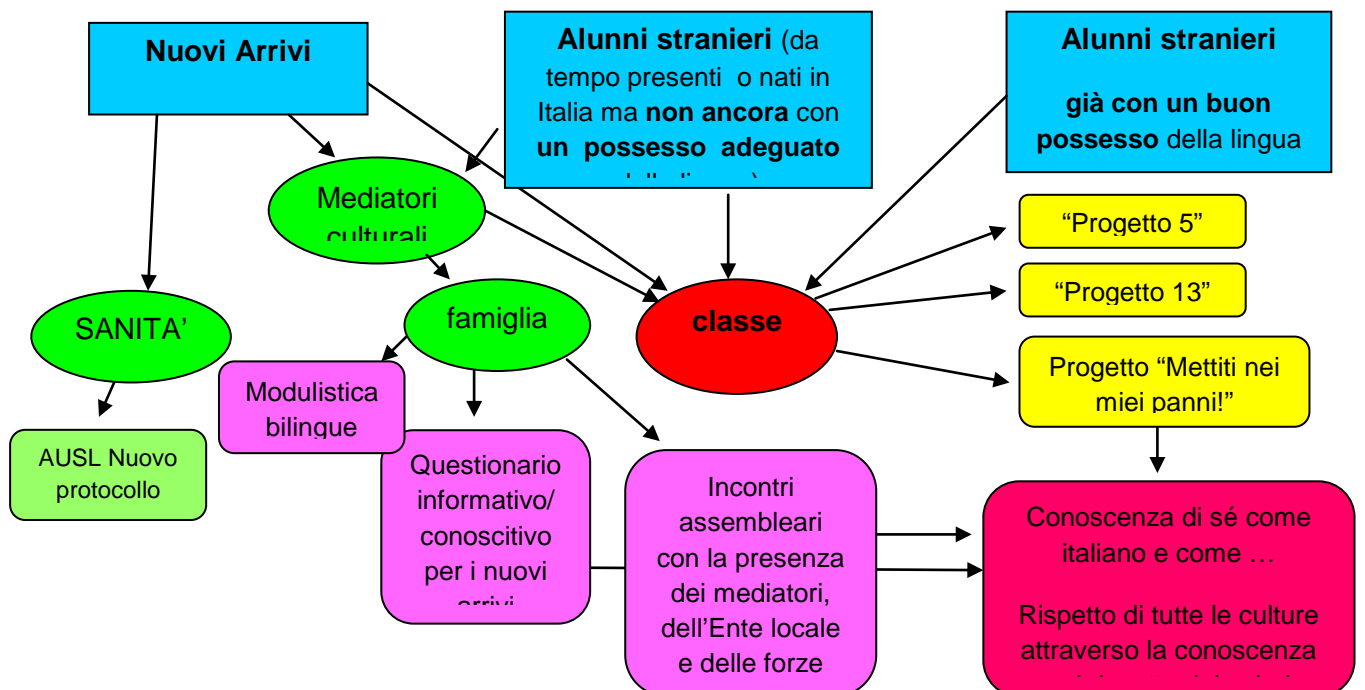 Nuovi Arrivi
Alunni stranieri (da
tempo presenti o nati in
Italia ma non ancora con
un possesso adeguato
Alunni stranieri
già con un buon
possesso della lingua
Mediatori
culturali
SANITA’
famiglia
classe
“Progetto 5”
“Progetto 13”
Progetto “Mettiti nei
miei panni!”
Modulistica
bilingue
AUSL Nuovo
protocollo
Questionario
informativo/
conoscitivo
per i nuovi
arrivi
Incontri
assembleari
con la presenza
dei mediatori,
dell’Ente locale
e delle forze
Conoscenza di sé come
italiano e come …
Rispetto di tutte le culture
attraverso la conoscenza